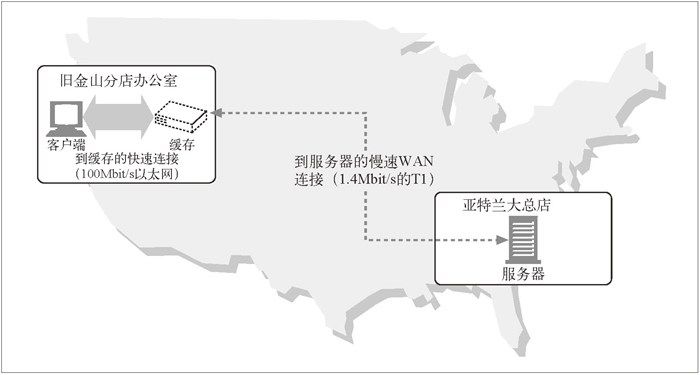 旧金山分店办公室
客户端
缓存
到缓存的快速连接
（100Mbit/s以太网）
到服务器的慢速WAN
连接（1.4Mbit/s的T1）
亚特兰大总店
服务器